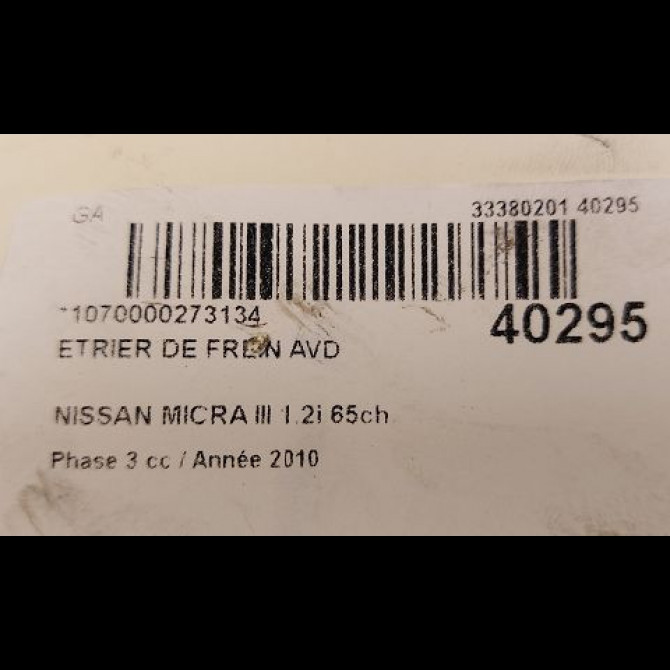 GA 33380201 40295
*1070000273134 40295
ETRIER DE FREIN AVD
NISSAN MICRA III 1.2i 65ch
Phase 3 cc / Année 2010